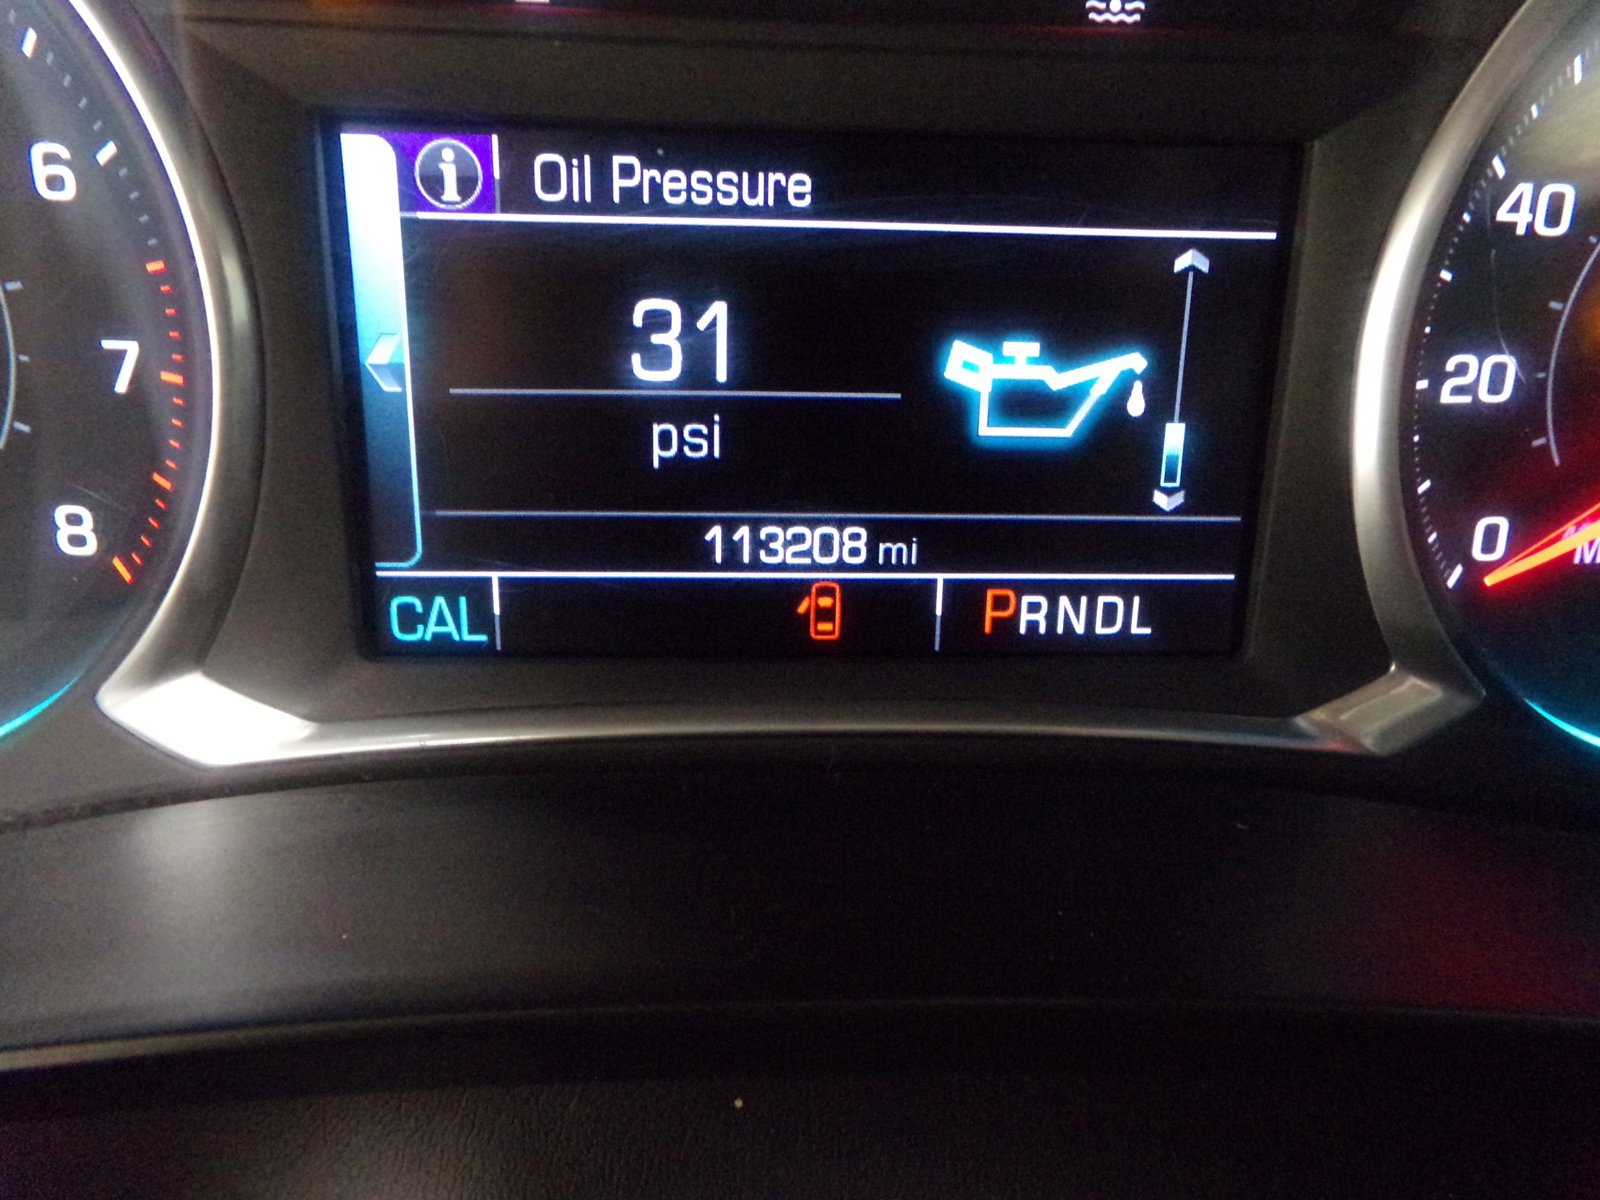 Oil Pressure
31
psi
113208 mi
CAL
PRNDL
6
7
8
40
20
0